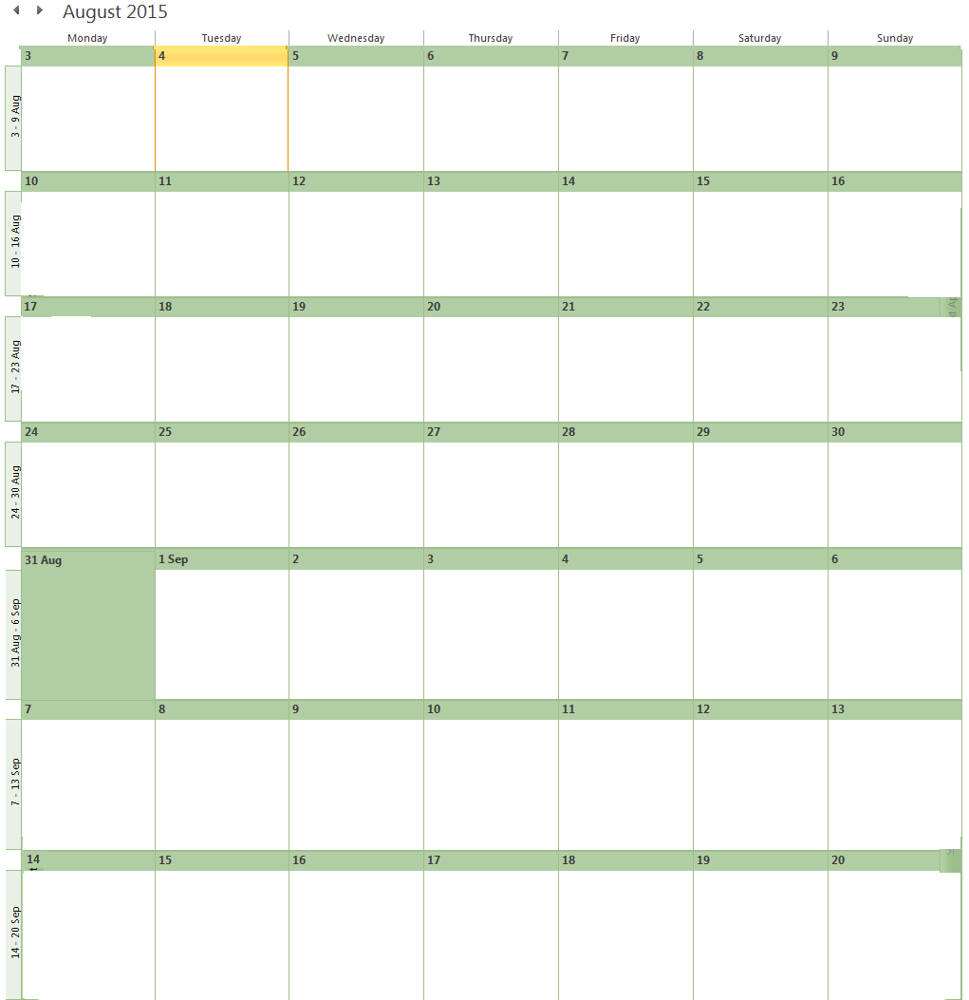 August 2015
Monday Tuesday Wednesday Thursday Friday Saturday Sunday
3 4 5 6 7 8 9
3 - 9 Aug
10 11 12 13 14 15 16
10 - 16 Aug
17 18 19 20 21 22 23
17 - 23 Aug
24 25 26 27 28 29 30
24 - 30 Aug
31 Aug 1 Sep 2 3 4 5 6
31 Aug - 6 Sep
7 8 9 10 11 12 13
7 - 13 Sep
14 15 16 17 18 19 20
14 - 20 Sep